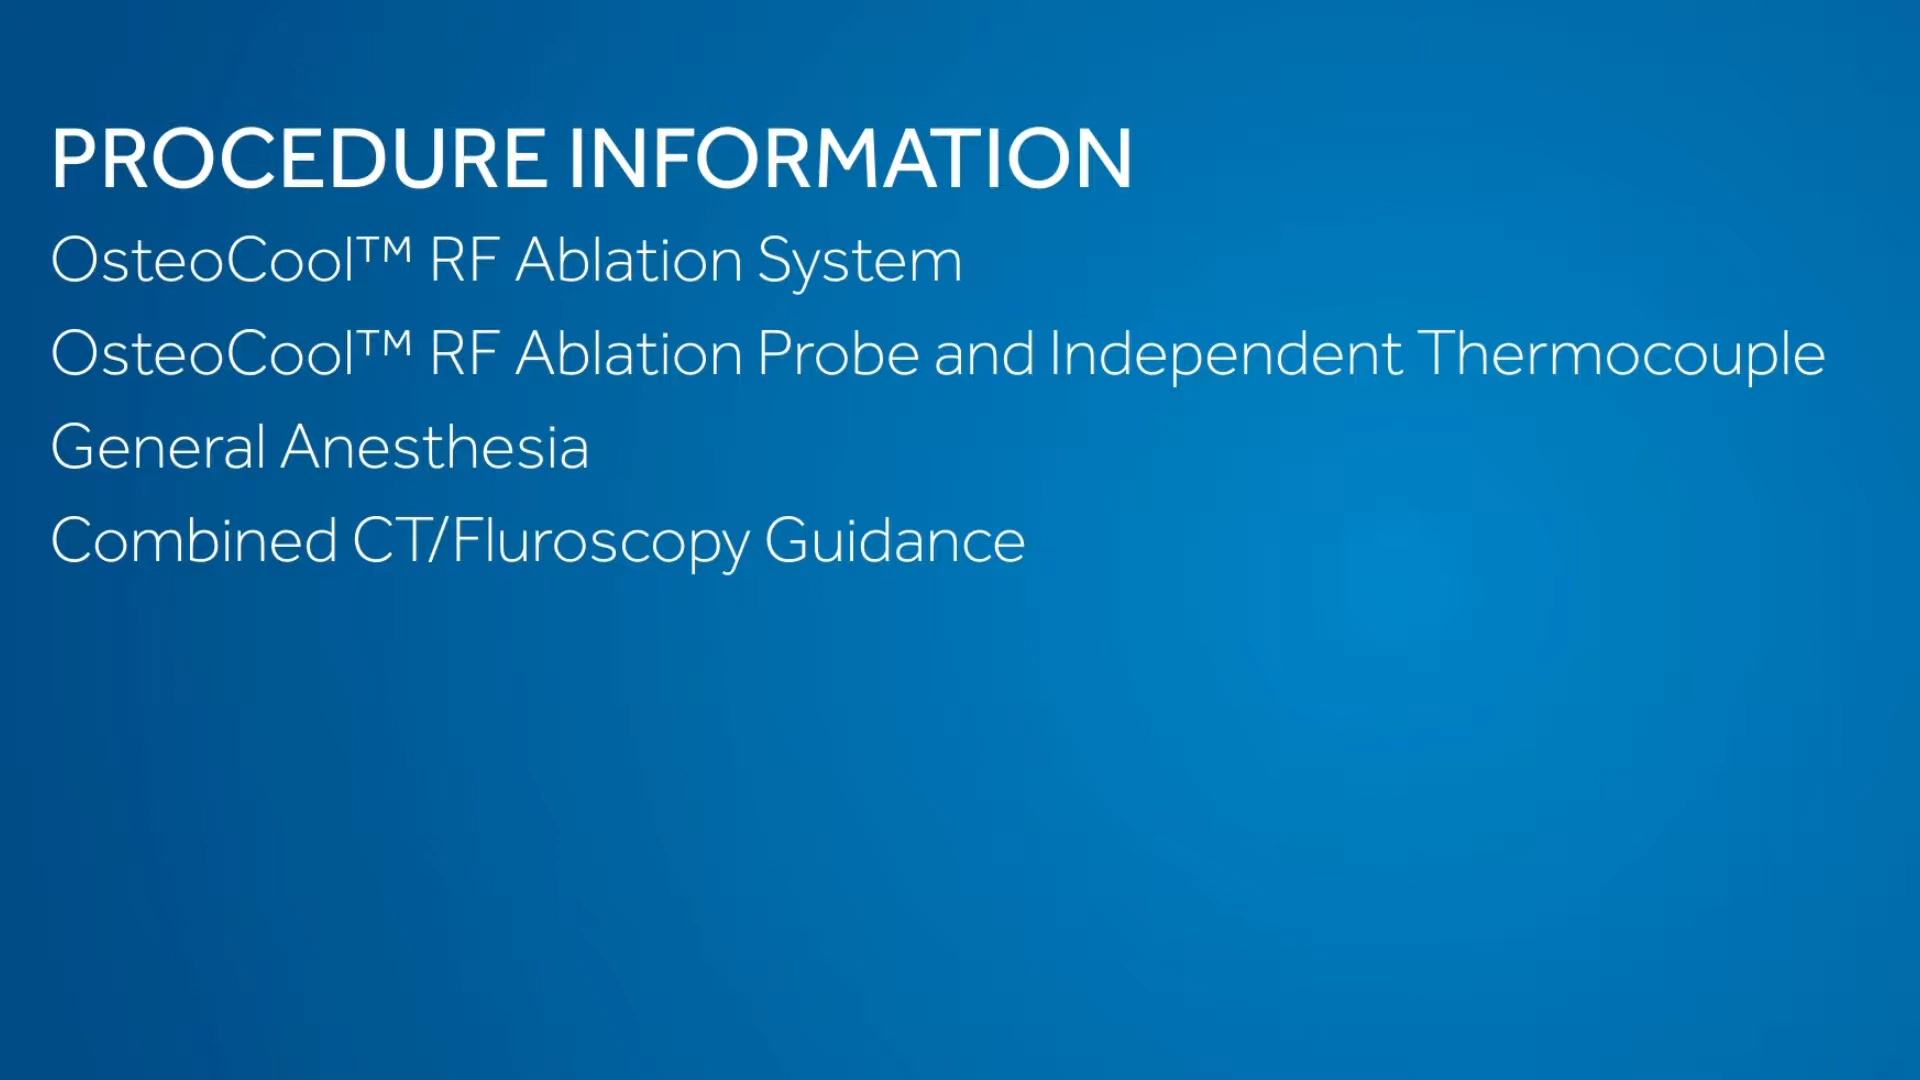 PROCEDURE INFORMATION
OsteoCool™ RF Ablation System
OsteoCool™ RF Ablation Probe and Independent Thermocouple
General Anesthesia
Combined CT/Fluroscopy Guidance